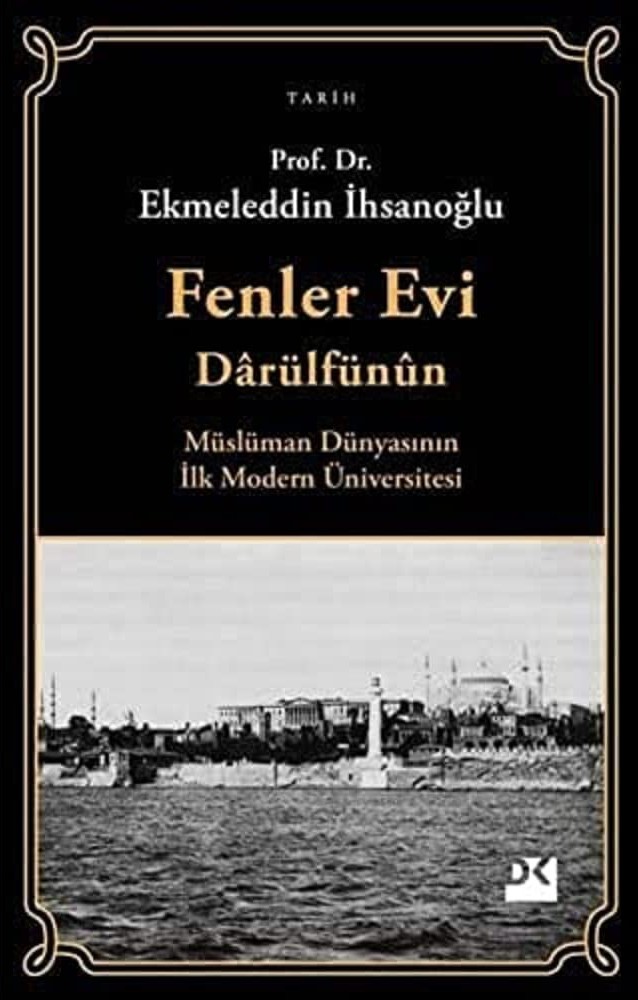 TARİH
Prof. Dr.
Ekmeleddin İhsanoğlu
Fenler Evi
Dârülfünûn
Müslüman Dünyasının
İlk Modern Üniversitesi
DK